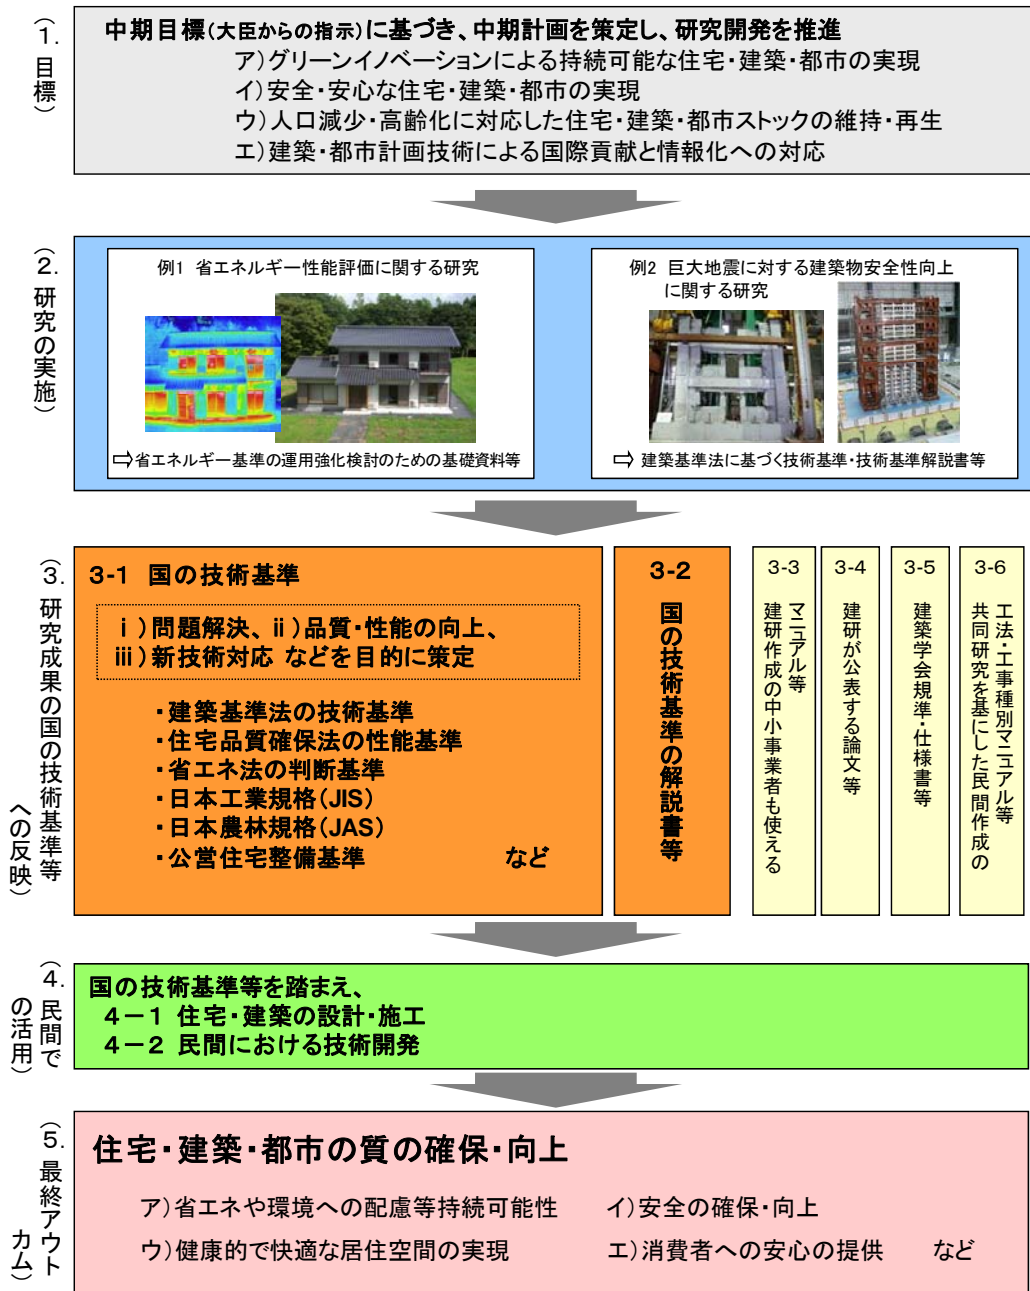 （1. 目標）
中期目標（大臣からの指示）に基づき、中期計画を策定し、研究開発を推進
ア）グリーンイノベーションによる持続可能な住宅・建築・都市の実現
イ）安全・安心な住宅・建築・都市の実現
ウ）人口減少・高齢化に対応した住宅・建築・都市ストックの維持・再生
エ）建築・都市計画技術による国際貢献と情報化への対応
（2. 研究の実施）
例1 省エネルギー性能評価に関する研究
⇨省エネルギー基準の運用強化検討のための基礎資料等
例2 巨大地震に対する建築物安全性向上
に関する研究
⇨ 建築基準法に基づく技術基準・技術基準解説書等
（3. 研究成果の国の技術基準等
への反映）
3-1 国の技術基準
ⅰ）問題解決、ⅱ）品質・性能の向上、
ⅲ）新技術対応 などを目的に策定
・建築基準法の技術基準
・住宅品質確保法の性能基準
・省エネ法の判断基準
・日本工業規格（JIS）
・日本農林規格（JAS）
・公営住宅整備基準 など
3-2
国の技術基準の解説書等
3-3
建研作成の中小事業者も使える
マニュアル等
3-4
建研が公表する論文等
3-5
建築学会規準・仕様書等
3-6
共同研究を基にした民間作成の
工法・工事種別マニュアル等
（4. 民間で
の活用）
国の技術基準等を踏まえ、
4－1 住宅・建築の設計・施工
4－2 民間における技術開発
（5. 最終アウト
カム）
住宅・建築・都市の質の確保・向上
ア）省エネや環境への配慮等持続可能性 イ）安全の確保・向上
ウ）健康的で快適な居住空間の実現 エ）消費者への安心の提供 など